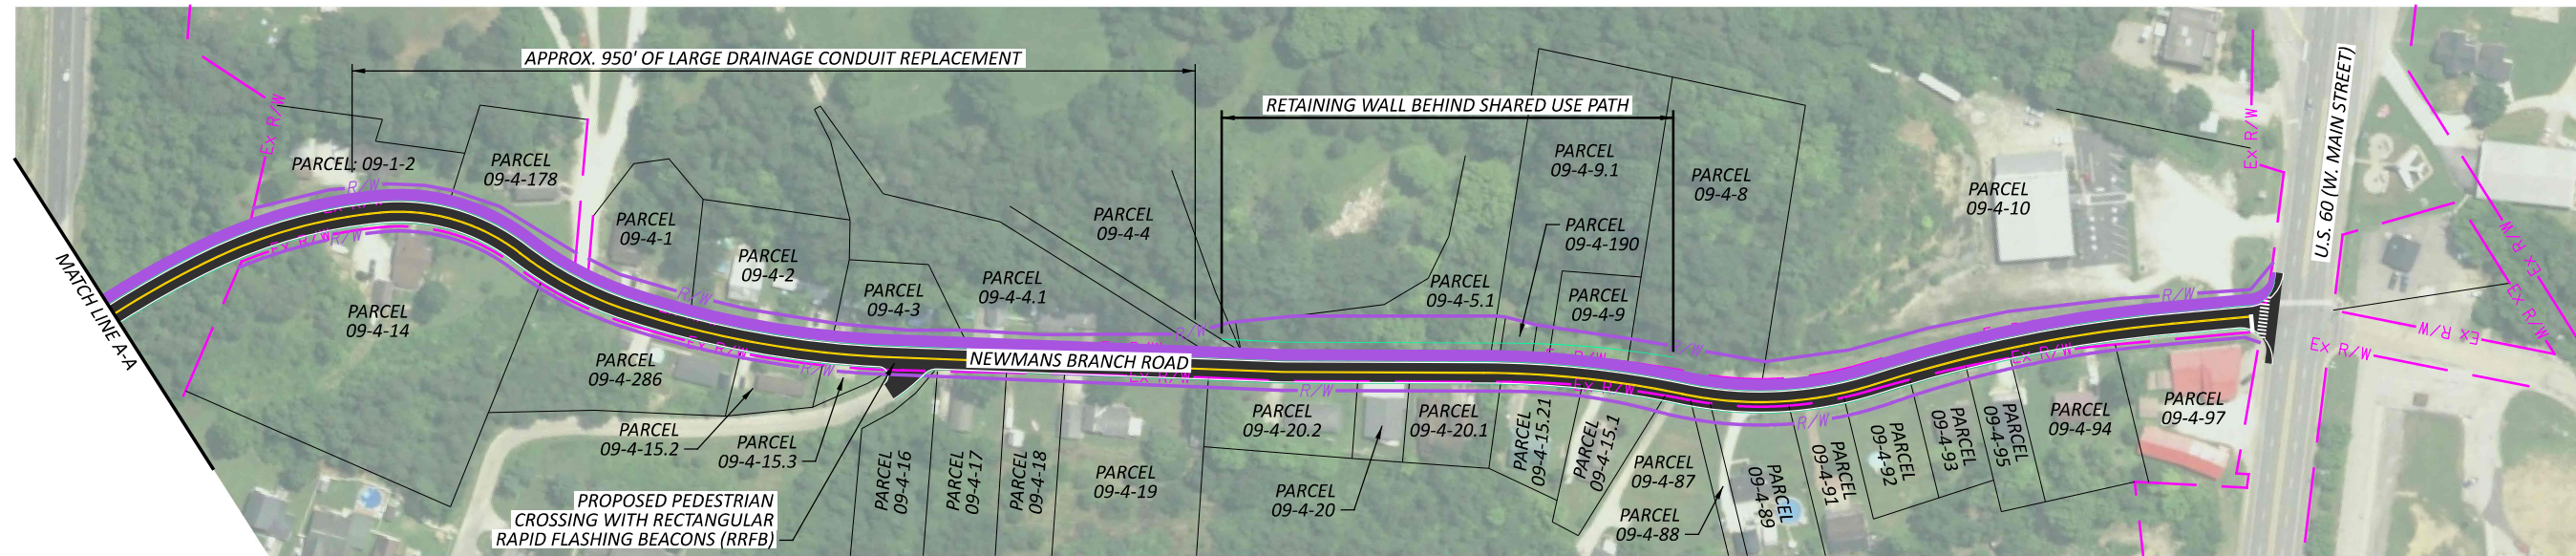 APPROX. 950' OF LARGE DRAINAGE CONDUIT REPLACEMENT
RETAINING WALL BEHIND SHARED USE PATH
U.S. 60 (W. MAIN STREET)
MATCH LINE A-A
NEWMANS BRANCH ROAD
PARCEL: 09-1-2
PARCEL
09-4-178
PARCEL
09-4-1
PARCEL
09-4-2
PARCEL
09-4-3
PARCEL
09-4-4.1
PARCEL
09-4-4
PARCEL
09-4-5.1
PARCEL
09-4-9.1
PARCEL
09-4-190
PARCEL
09-4-9
PARCEL
09-4-8
PARCEL
09-4-10
PARCEL
09-4-14
PARCEL
09-4-286
PARCEL
09-4-15.2
PARCEL
09-4-15.3
PROPOSED PEDESTRIAN
CROSSING WITH RECTANGULAR
RAPID FLASHING BEACONS (RRFB)
PARCEL
09-4-16
PARCEL
09-4-17
PARCEL
09-4-18
PARCEL
09-4-19
PARCEL
09-4-20.2
PARCEL
09-4-20
PARCEL
09-4-20.1
PARCEL
09-4-15.21
PARCEL
09-4-15.1
PARCEL
09-4-87
PARCEL
09-4-88
PARCEL
09-4-89
PARCEL
09-4-91
PARCEL
09-4-92
PARCEL
09-4-93
PARCEL
09-4-95
PARCEL
09-4-94
PARCEL
09-4-97
Ex R/W
R/W
Ex R/W
Ex R/W
R/W
R/W
Ex R/W
R/W
R/W
Ex R/W
R/W
Ex R/W
Ex R/W
R/W
R/W
R/W
Ex R/W
Ex R/W
Ex R/W
Ex R/W
Ex R/W
Ex R/W
Ex R/W